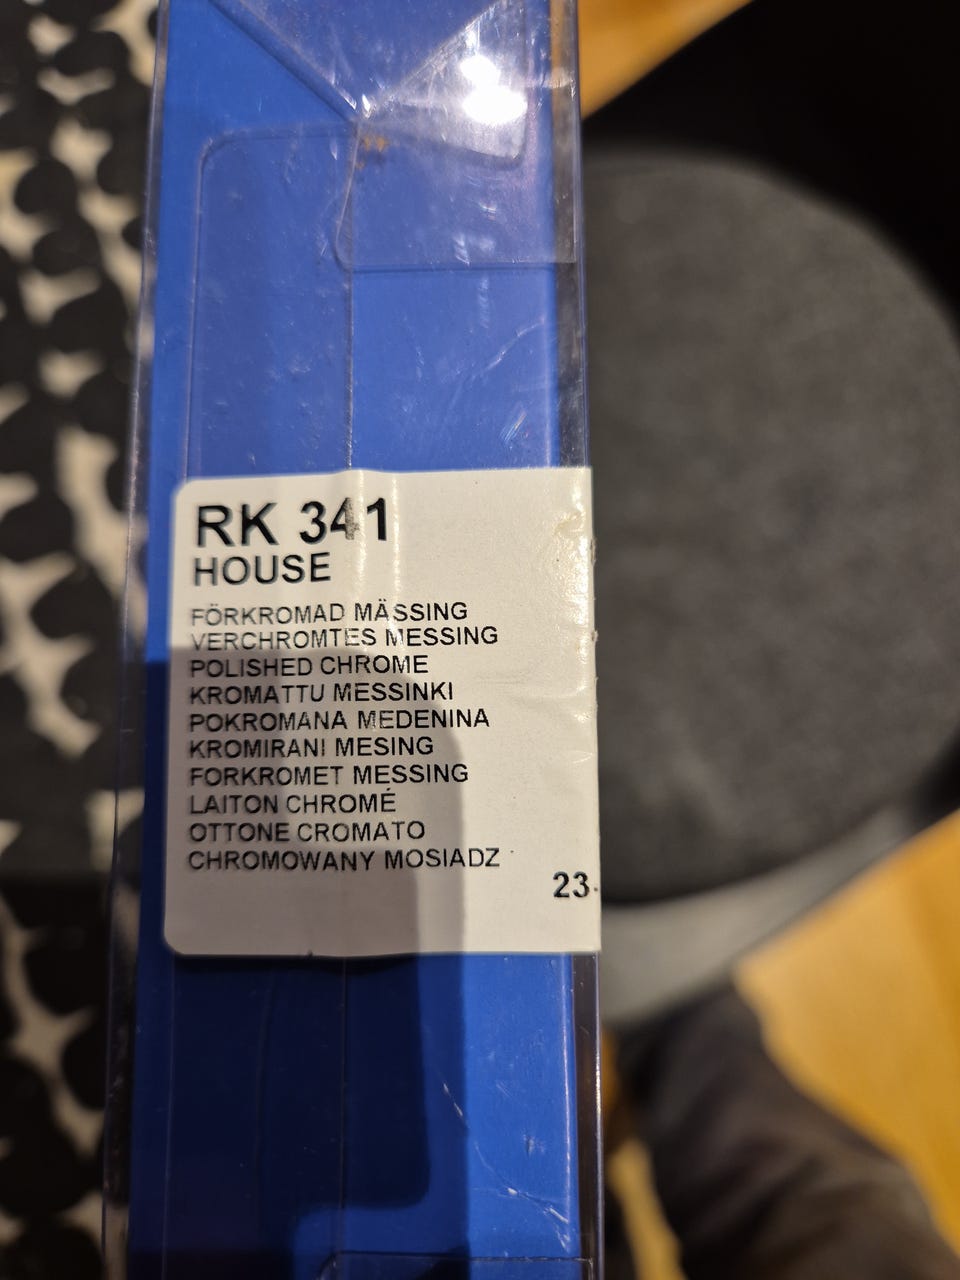 RK 341
HOUSE
FÖRKROMAD MÄSSING
VERCHROMTES MESSING
POLISHED CHROME
KROMATTU MESSINKI
POKROMANA MEDENINA
KROMIRANI MESING
FORKROMET MESSING
LAITON CHROMÉ
OTTONE CROMATO
CHROMOWANY MOSIADZ
23